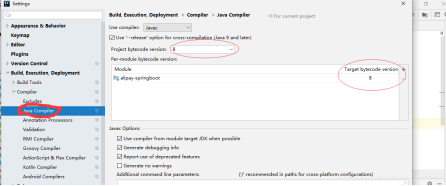 Settings
Appearance & Behavior
Keymap
Editor
Plugins
Version Control
Build, Execution, Deployment
Build Tools
Compiler
Excludes
Java Compiler
Annotation Processors
Validation
RMI Compiler
Groovy Compiler
ActionScript & Flex Compiler
Kotlin Compiler
Android Compilers
Build, Execution, Deployment > Compiler > Java Compiler
For current project
Use compiler: Javac
Use '--release' option for cross-compilation (Java 9 and later)
Project bytecode version: 8
Per-module bytecode version:
Module Target bytecode version
alipay-springboot 8
Javac Options
Use compiler from module target JDK when possible
Generate debugging info
Report use of deprecated features
Generate no warnings
Additional command line parameters: recommended in paths for cross-platform configurations)